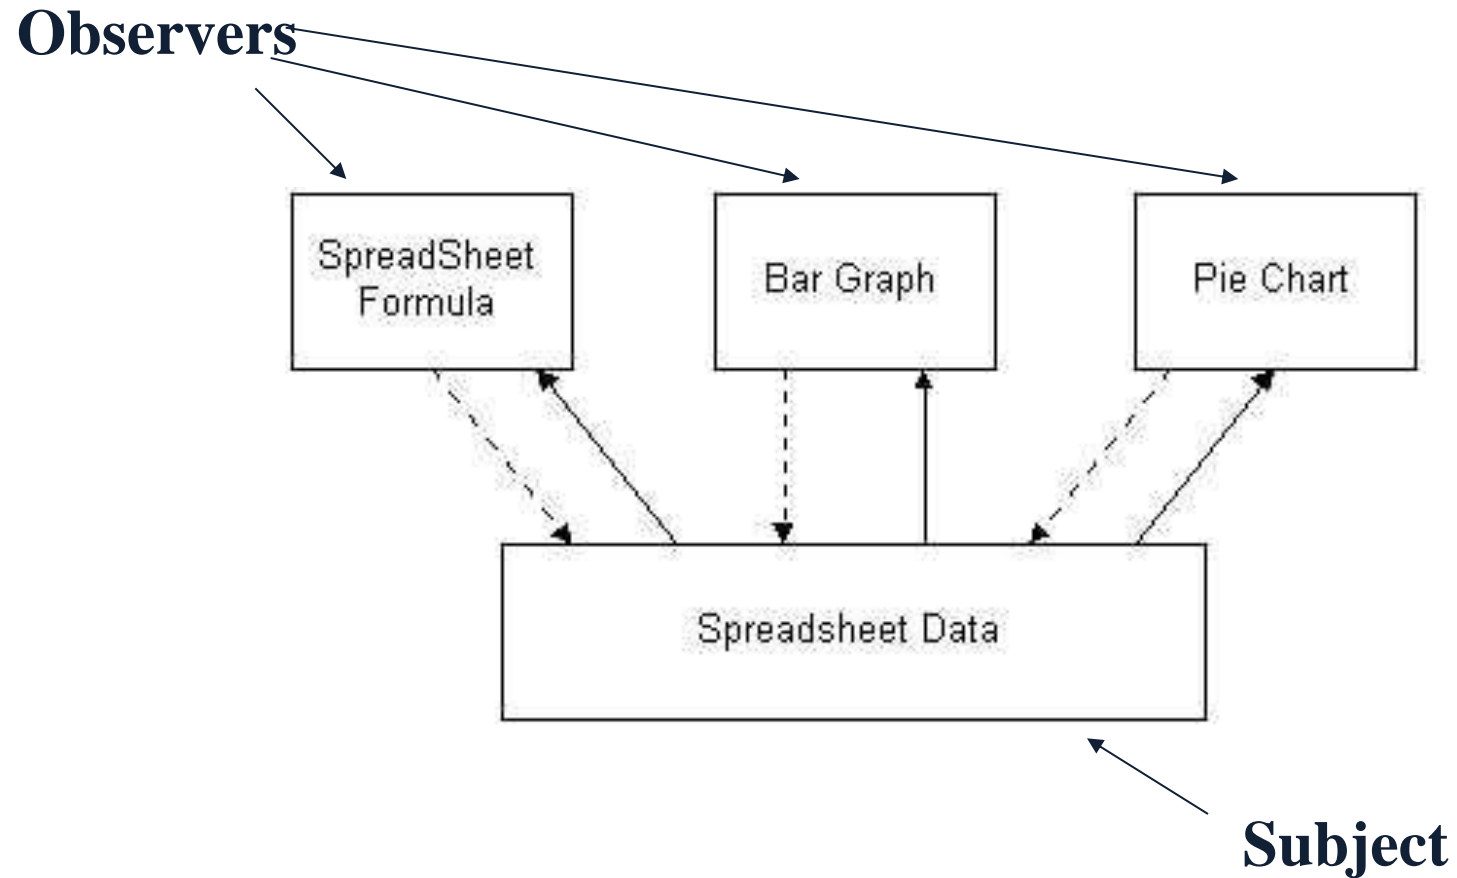 Observers
SpreadSheet
Formula
Bar Graph
Pie Chart
Spreadsheet Data
Subject